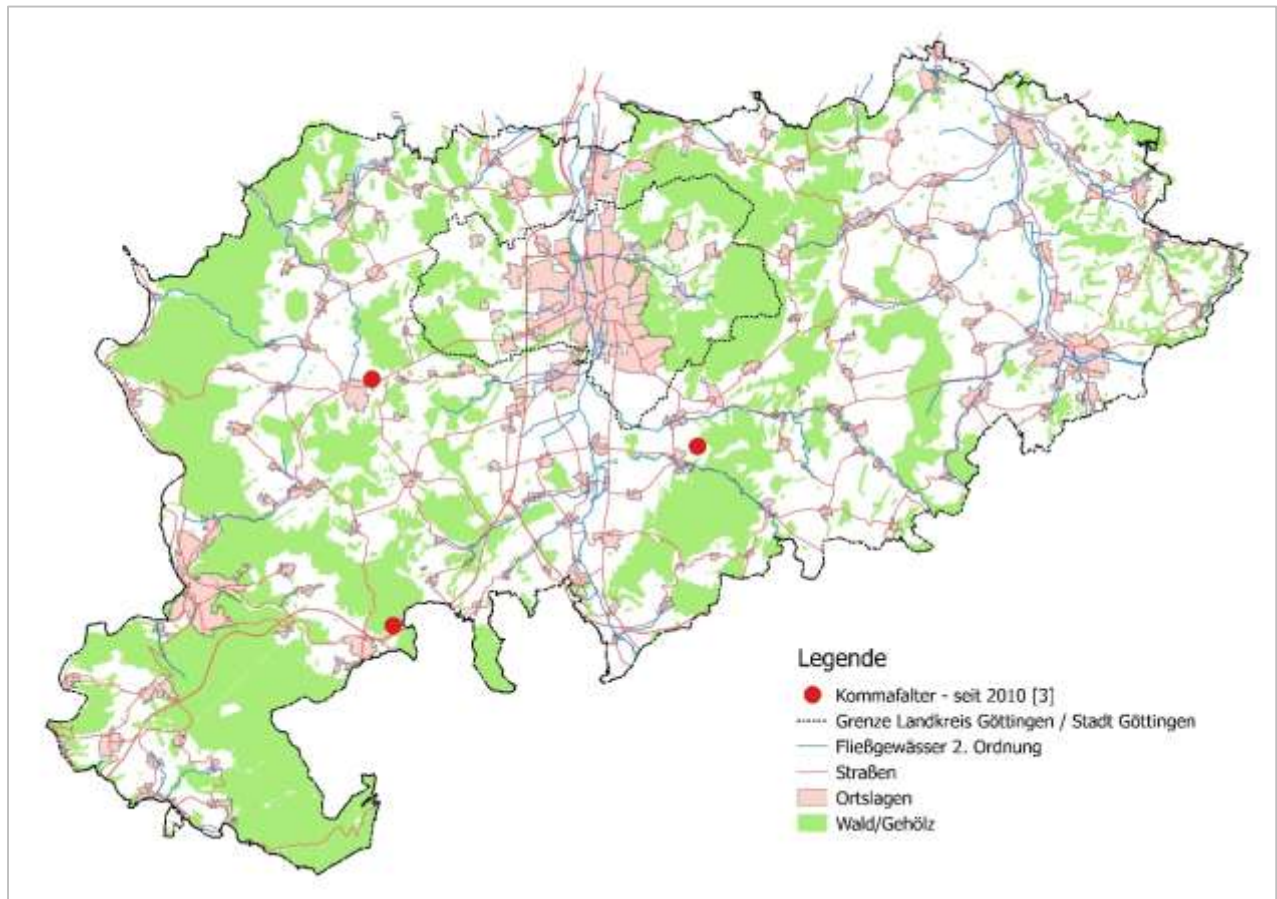 Legende
Kommafalter - seit 2010 [3]
Grenze Landkreis Göttingen / Stadt Göttingen
Fließgewässer 2. Ordnung
Straßen
Ortslagen
Wald/Gehölz